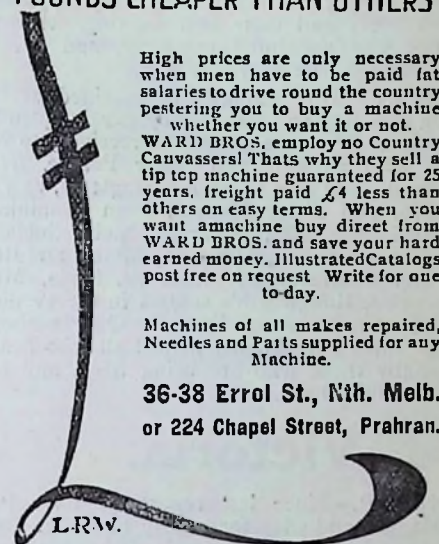 POUNDS CHEAPER THAN OTHERS
High prices are only necessary
when men have to be paid fat
salaries to drive round the country
pestering you to buy a machine
whether you want it or not.
WARD BROS. employ no Country
Canvassers! Thats why they sell a
tip top machine guaranteed for 25
years, freight paid £4 less than
others on easy terms. When you
want amachine buy direct from
WARD BROS. and save your hard
earned money. IllustratedCatalogs
post free on request Write for one
to-day.
Machines of all makes repaired,
Needles and Parts supplied for any
Machine.
36-38 Errol St., Nth. Melb.
or 224 Chapel Street, Prahran.
L.R.W.